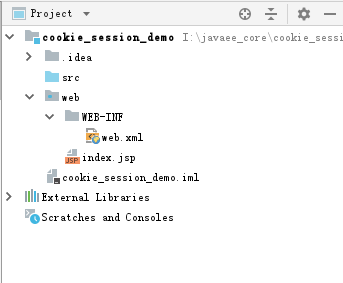 Project
cookie_session_demo I:\javaee_core\cookie_sessi
.idea
src
web
WEB-INF
web.xml
JSP index.jsp
cookie_session_demo.iml
External Libraries
Scratches and Consoles